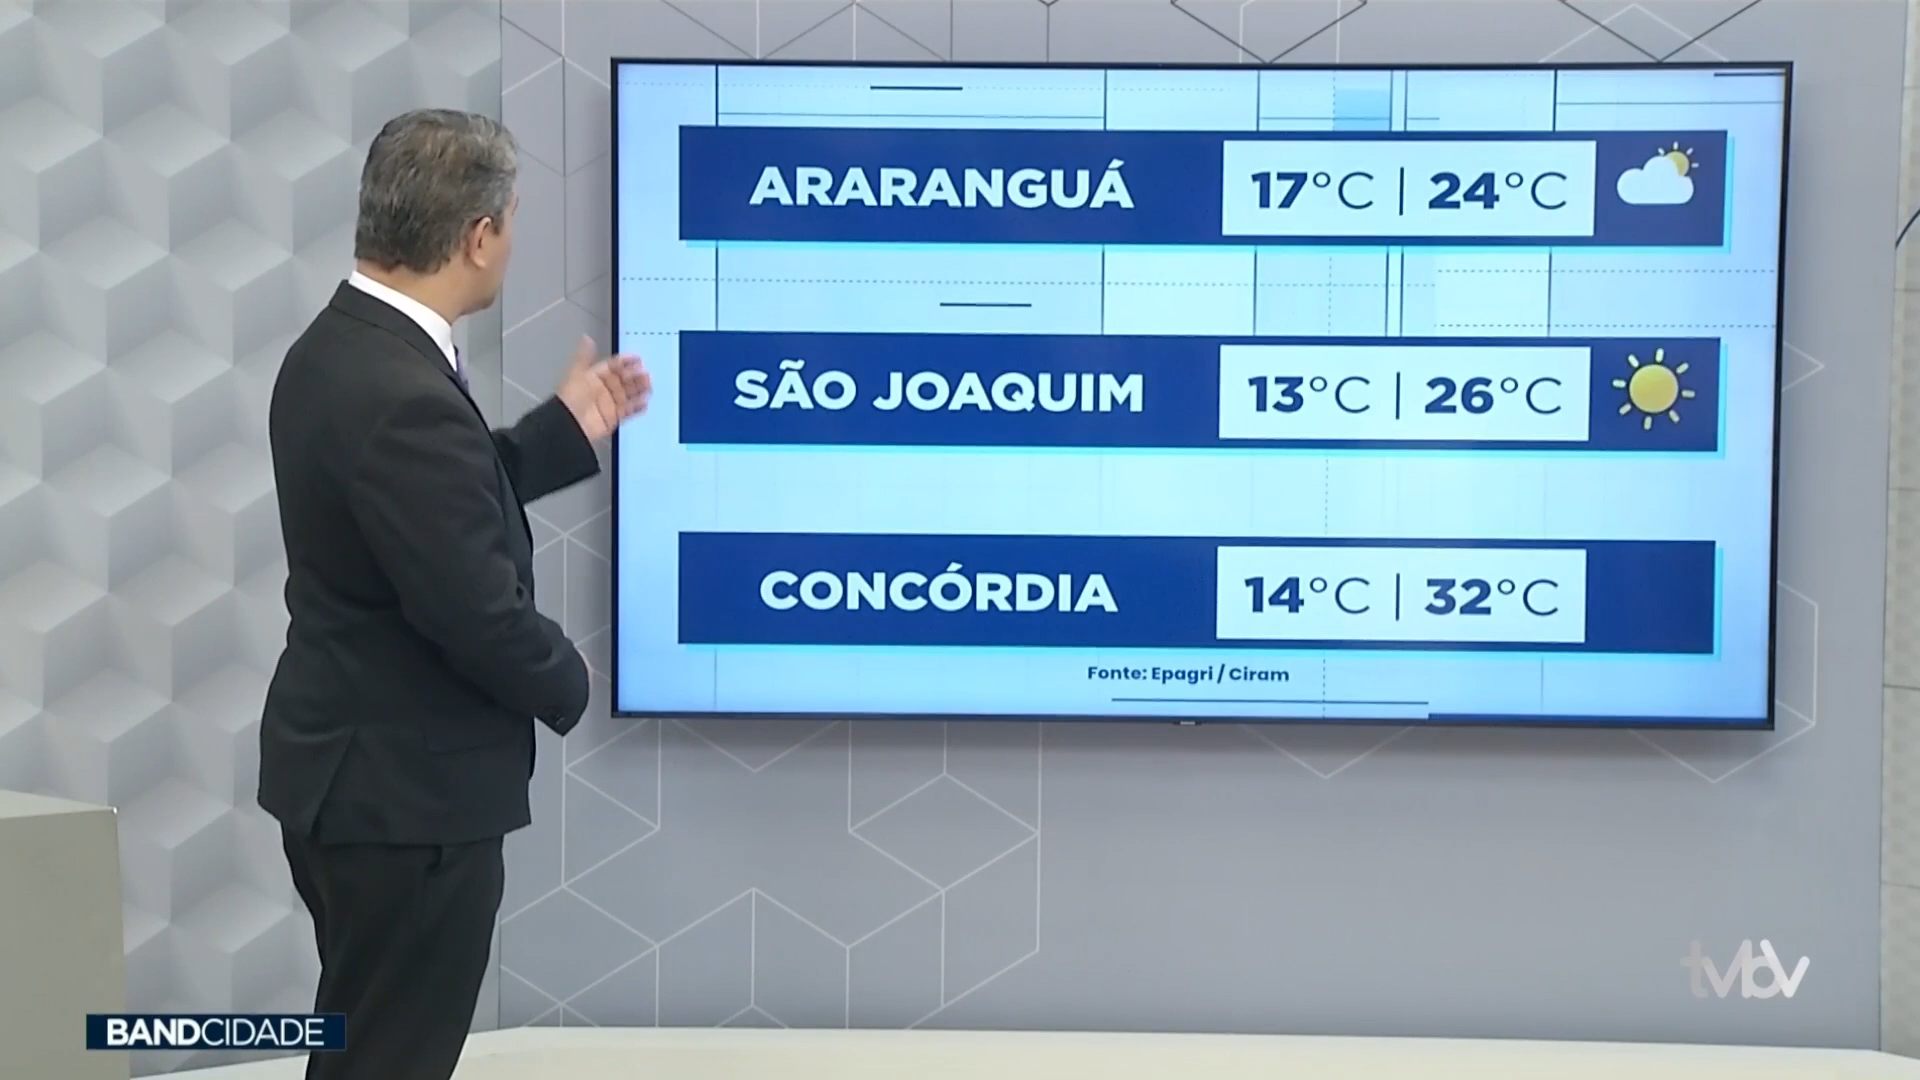 ARARANGUÁ 17°C | 24°C
SÃO JOAQUIM 13°C | 26°C
CONCÓRDIA 14°C | 32°C
Fonte: Epagri / Ciram
tvbv
BANDCIDADE